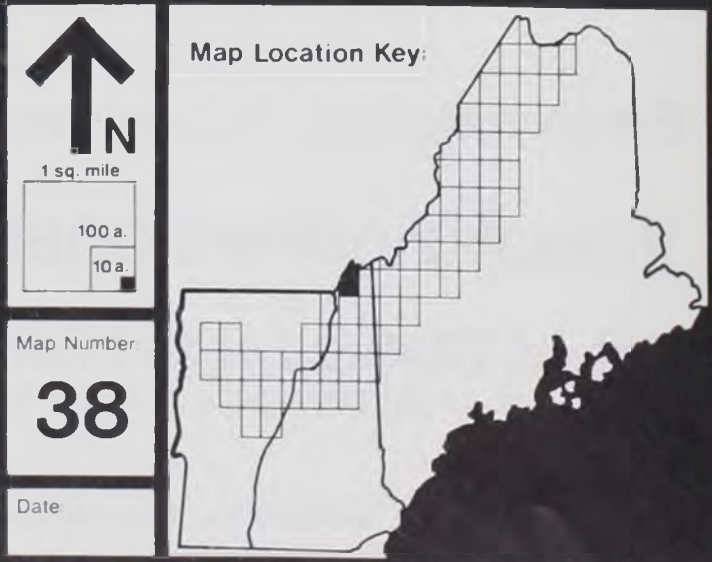 N
1 sq. mile
100 a.
10 a.
Map Number:
38
Date:
Map Location Key: